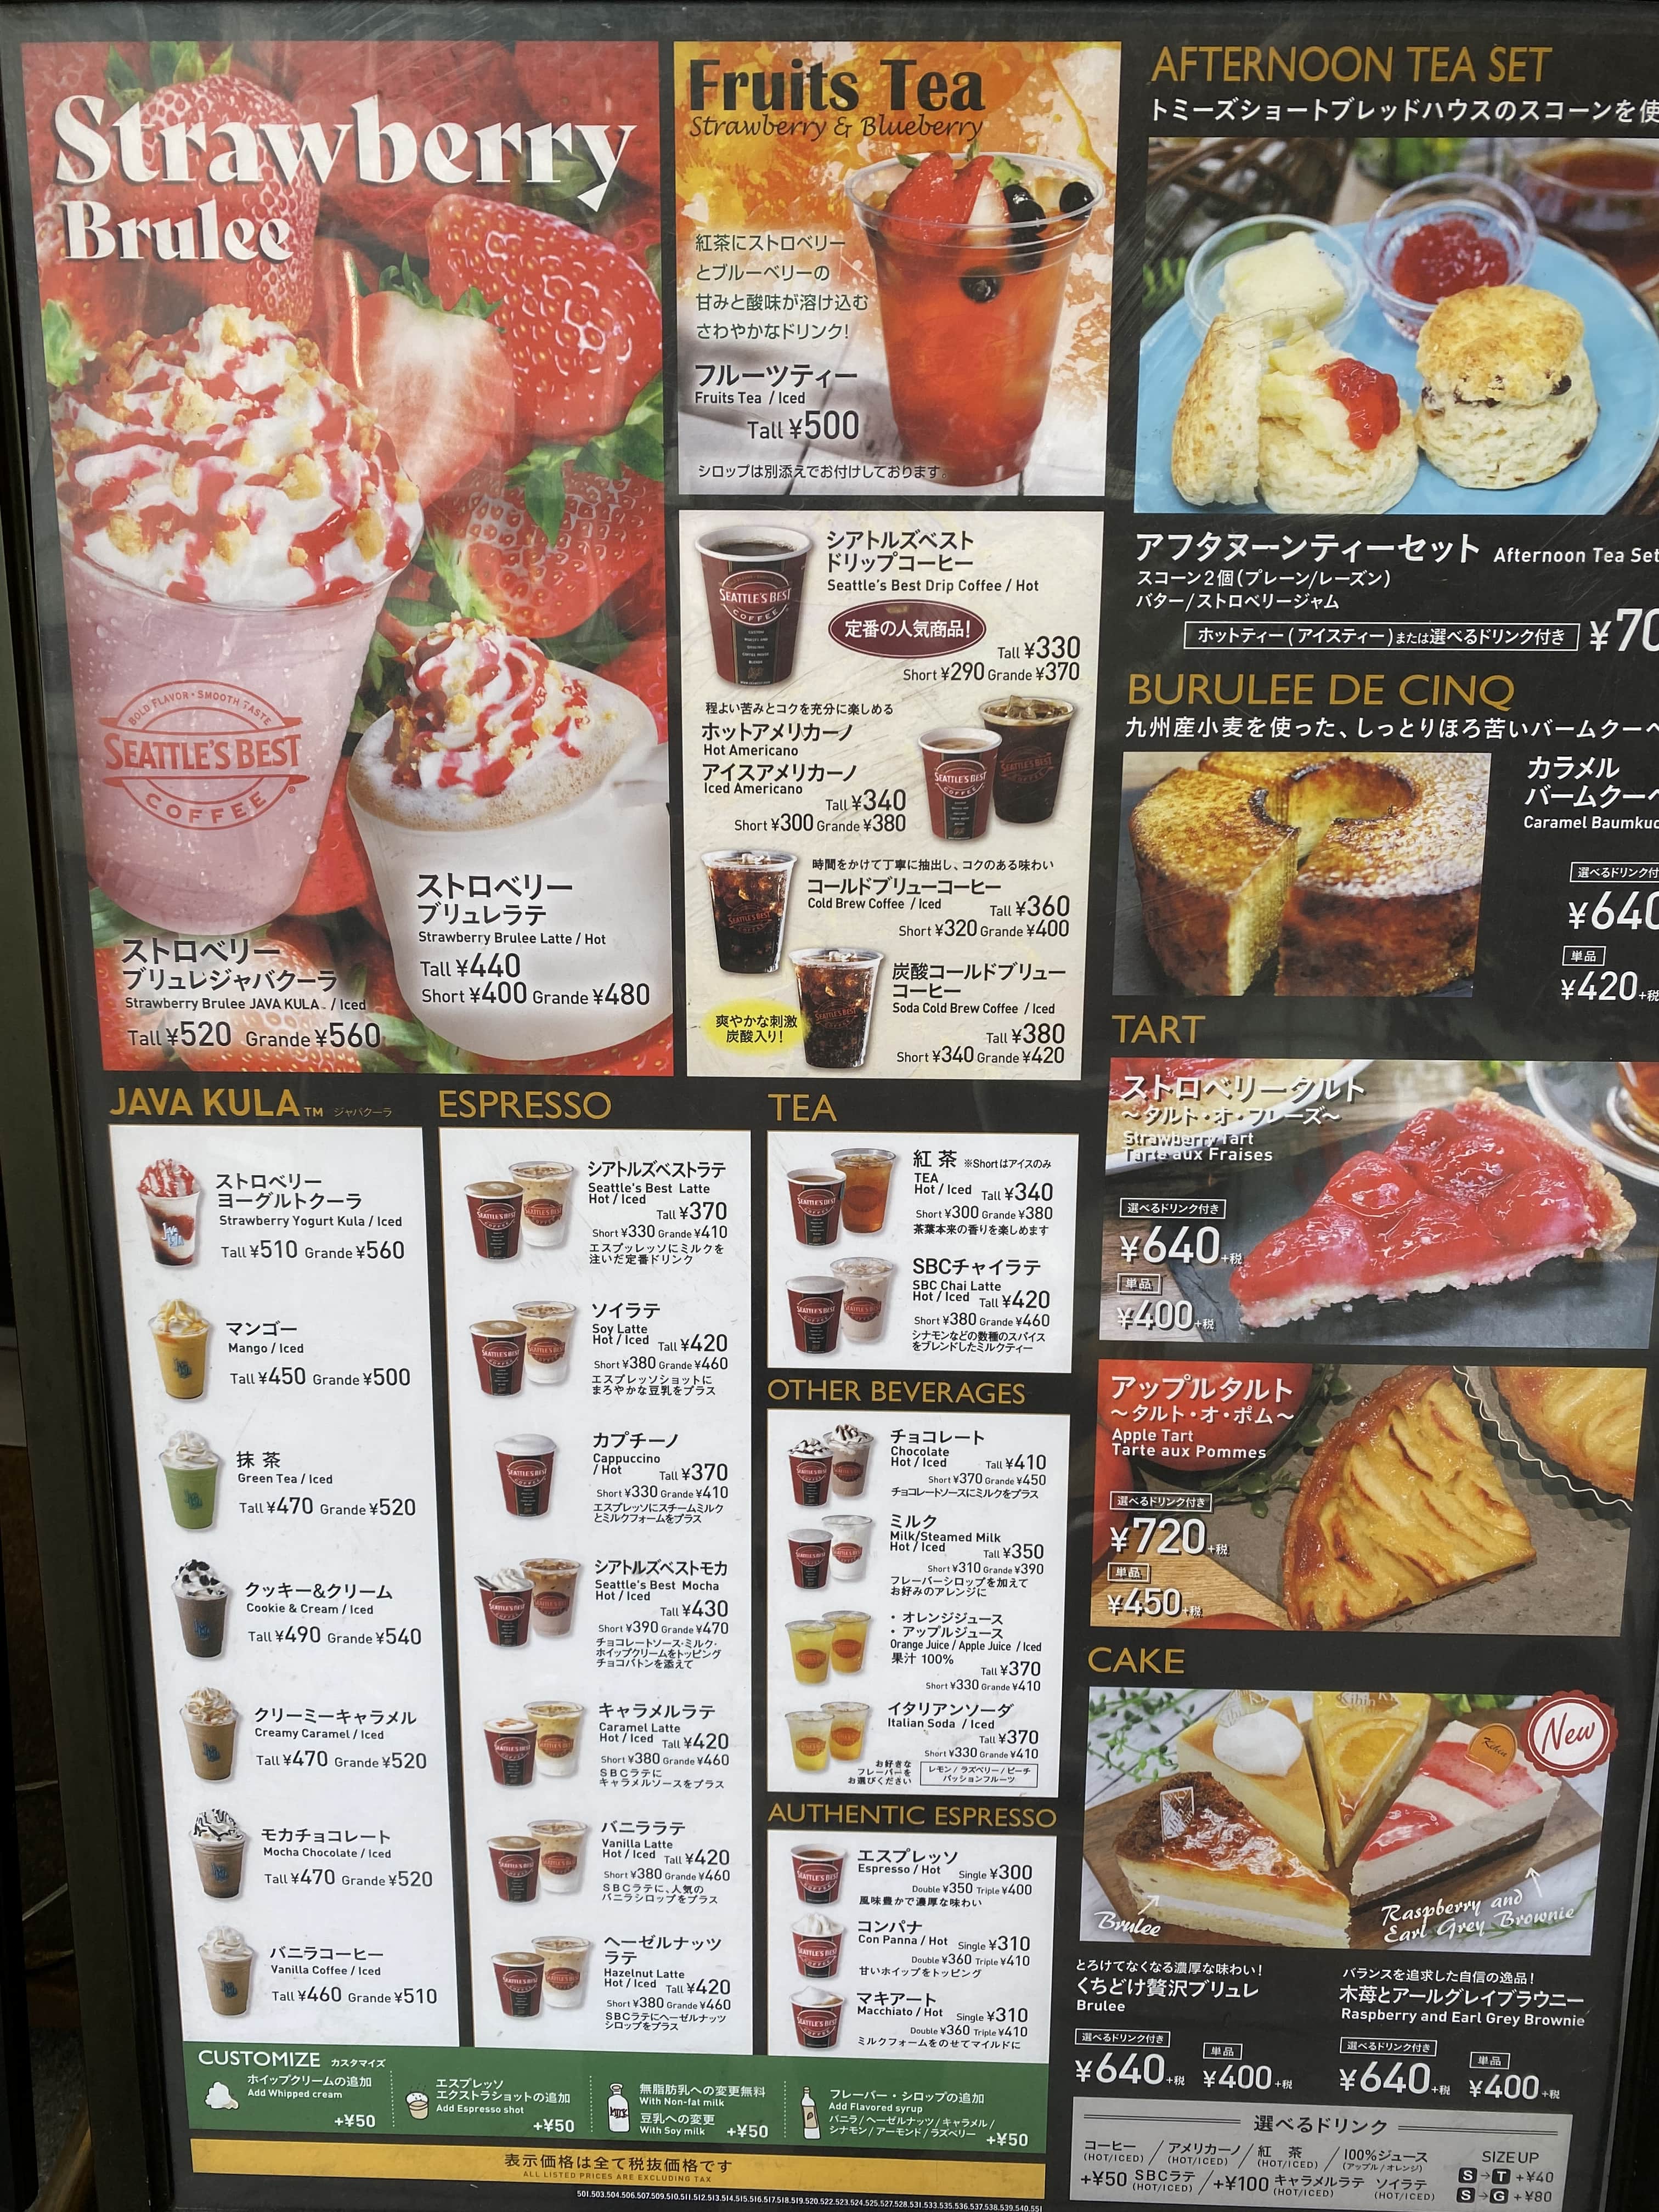 Strawberry
Brulee
BOLD FLAVOR • SMOOTH TASTE
SEATTLE'S BEST
COFFEE®
ストロベリー
ブリュレジャバクーラ
Strawberry Brulee JAVA KULA / Iced
Tall ¥520 Grande ¥560
ストロベリー
ブリュレラテ
Strawberry Brulee Latte / Hot
Tall ¥440
Short ¥400 Grande ¥480
Fruits Tea
Strawberry & Blueberry
紅茶にストロベリー
とブルーベリーの
甘みと酸味が溶け込む
さわやかなドリンク!
フルーツティー
Fruits Tea / Iced
Tall ¥500
シロップは別添えでお付けしております。
SEATTLE'S BEST
COFFEE
シアトルズベスト
ドリップコーヒー
Seattle's Best Drip Coffee / Hot
定番の人気商品!
Tall ¥330
Short ¥290 Grande ¥370
程よい苦みとコクを充分に楽しめる
ホットアメリカーノ
Hot Americano
アイスアメリカーノ
Iced Americano
Tall ¥340
Short ¥300 Grande ¥380
時間をかけて丁寧に抽出し、コクのある味わい
コールドブリューコーヒー
Cold Brew Coffee / Iced
Tall ¥360
Short ¥320 Grande ¥400
炭酸コールドブリュー
コーヒー
Soda Cold Brew Coffee / Iced
爽やかな刺激
炭酸入り!
Tall ¥380
Short ¥340 Grande ¥420
AFTERNOON TEA SET
トミーズショートブレッドハウスのスコーンを使
アフタヌーンティーセット Afternoon Tea Set
スコーン2個(プレーン/レーズン)
バター/ストロベリージャム
ホットティー(アイスティー)または選べるドリンク付き ¥70
BURULEE DE CINQ
九州産小麦を使った、しっとりほろ苦いバームクーヘ
カラメル
バームクーヘ
Caramel Baumkuc
選べるドリンク付
¥640
単品
¥420+税
TART
ストロベリータルト
～タルト・オ・フレーズ～
Strawberry Tart
Tarte aux Fraises
選べるドリンク付き
¥640+税
単品
¥400+税
アップルタルト
～タルト・オ・ポム～
Apple Tart
Tarte aux Pommes
選べるドリンク付き
¥720+税
単品
¥450+税
CAKE
New
Kihin
Kihin
Brulee
Raspberry and
Earl Grey Brownie
とろけてなくなる濃厚な味わい!
くちどけ贅沢ブリュレ
Brulee
選べるドリンク付き
¥640+税
単品
¥400+税
バランスを追求した自信の逸品!
木苺とアールグレイブラウニー
Raspberry and Earl Grey Brownie
選べるドリンク付き
¥640+税
単品
¥400+税
選べるドリンク
コーヒー (HOT/ICED) / アメリカーノ (HOT/ICED) / 紅 茶 (HOT/ICED) / 100%ジュース (アップル/オレンジ)
+¥50 SBCラテ (HOT/ICED) / +¥100 キャラメルラテ ソイラテ (HOT/ICED)
SIZE UP
S→T +¥40
S→G +¥80
JAVA KULA TM ジャバクーラ
ストロベリー
ヨーグルトクーラ
Strawberry Yogurt Kula / Iced
Tall ¥510 Grande ¥560
マンゴー
Mango / Iced
Tall ¥450 Grande ¥500
抹 茶
Green Tea / Iced
Tall ¥470 Grande ¥520
クッキー&クリーム
Cookie & Cream / Iced
Tall ¥490 Grande ¥540
クリーミーキャラメル
Creamy Caramel / Iced
Tall ¥470 Grande ¥520
モカチョコレート
Mocha Chocolate / Iced
Tall ¥470 Grande ¥520
バニラコーヒー
Vanilla Coffee / Iced
Tall ¥460 Grande ¥510
ESPRESSO
シアトルズベストラテ
Seattle's Best Latte
Hot / Iced
Tall ¥370
Short ¥330 Grande ¥410
エスプッレッソにミルクを
注いだ定番ドリンク
ソイラテ
Soy Latte
Hot / Iced Tall ¥420
Short ¥380 Grande ¥460
エスプレッソショットに
まろやかな豆乳をプラス
カプチーノ
Cappuccino
/ Hot Tall ¥370
Short ¥330 Grande ¥410
エスプレッソにスチームミルク
とミルクフォームをプラス
シアトルズベストモカ
Seattle's Best Mocha
Hot / Iced
Tall ¥430
Short ¥390 Grande ¥470
チョコレートソース・ミルク・
ホイップクリームをトッピング
チョコバトンを添えて
キャラメルラテ
Caramel Latte
Hot / Iced Tall ¥420
Short ¥380 Grande ¥460
SBCラテに
キャラメルソースをプラス
バニララテ
Vanilla Latte
Hot / Iced Tall ¥420
Short ¥380 Grande ¥460
SBCラテに、人気の
バニラシロップをプラス
ヘーゼルナッツ
ラテ
Hazelnut Latte
Hot / Iced Tall ¥420
Short ¥380 Grande ¥460
SBCラテにヘーゼルナッツ
シロップをプラス
TEA
紅 茶 ※Shortはアイスのみ
TEA
Hot / Iced Tall ¥340
Short ¥300 Grande ¥380
茶葉本来の香りを楽しめます
SBCチャイラテ
SBC Chai Latte
Hot / Iced Tall ¥420
Short ¥380 Grande ¥460
シナモンなどの数種のスパイス
をブレンドしたミルクティー
OTHER BEVERAGES
チョコレート
Chocolate
Hot / Iced Tall ¥410
Short ¥370 Grande ¥450
チョコレートソースにミルクをプラス
ミルク
Milk/Steamed Milk
Hot / Iced Tall ¥350
Short ¥310 Grande ¥390
フレーバーシロップを加えて
お好みのアレンジに
・オレンジジュース
・アップルジュース
Orange Juice / Apple Juice / Iced
果汁 100%
Tall ¥370
Short ¥330 Grande ¥410
イタリアンソーダ
Italian Soda / Iced
Tall ¥370
Short ¥330 Grande ¥410
お好きな
フレーバーを
お選びください
レモン/ラズベリー/ピーチ
パッションフルーツ
AUTHENTIC ESPRESSO
エスプレッソ
Espresso / Hot Single ¥300
Double ¥350 Triple ¥400
風味豊かで濃厚な味わい
コンパナ
Con Panna / Hot Single ¥310
Double ¥360 Triple ¥410
甘いホイップをトッピング
マキアート
Macchiato / Hot Single ¥310
Double ¥360 Triple ¥410
ミルクフォームをのせてマイルドに
CUSTOMIZE カスタマイズ
ホイップクリームの追加
Add Whipped cream
+¥50
エスプレッソ
エクストラショットの追加
Add Espresso shot
+¥50
MILK
無脂肪乳への変更無料
With Non-fat milk
豆乳への変更
With Soy milk +¥50
フレーバー・シロップの追加
Add Flavored syrup
バニラ/ヘーゼルナッツ/キャラメル/
シナモン/アーモンド/ラズベリー +¥50
表示価格は全て税抜価格です
ALL LISTED PRICES ARE EXCLUDING TAX